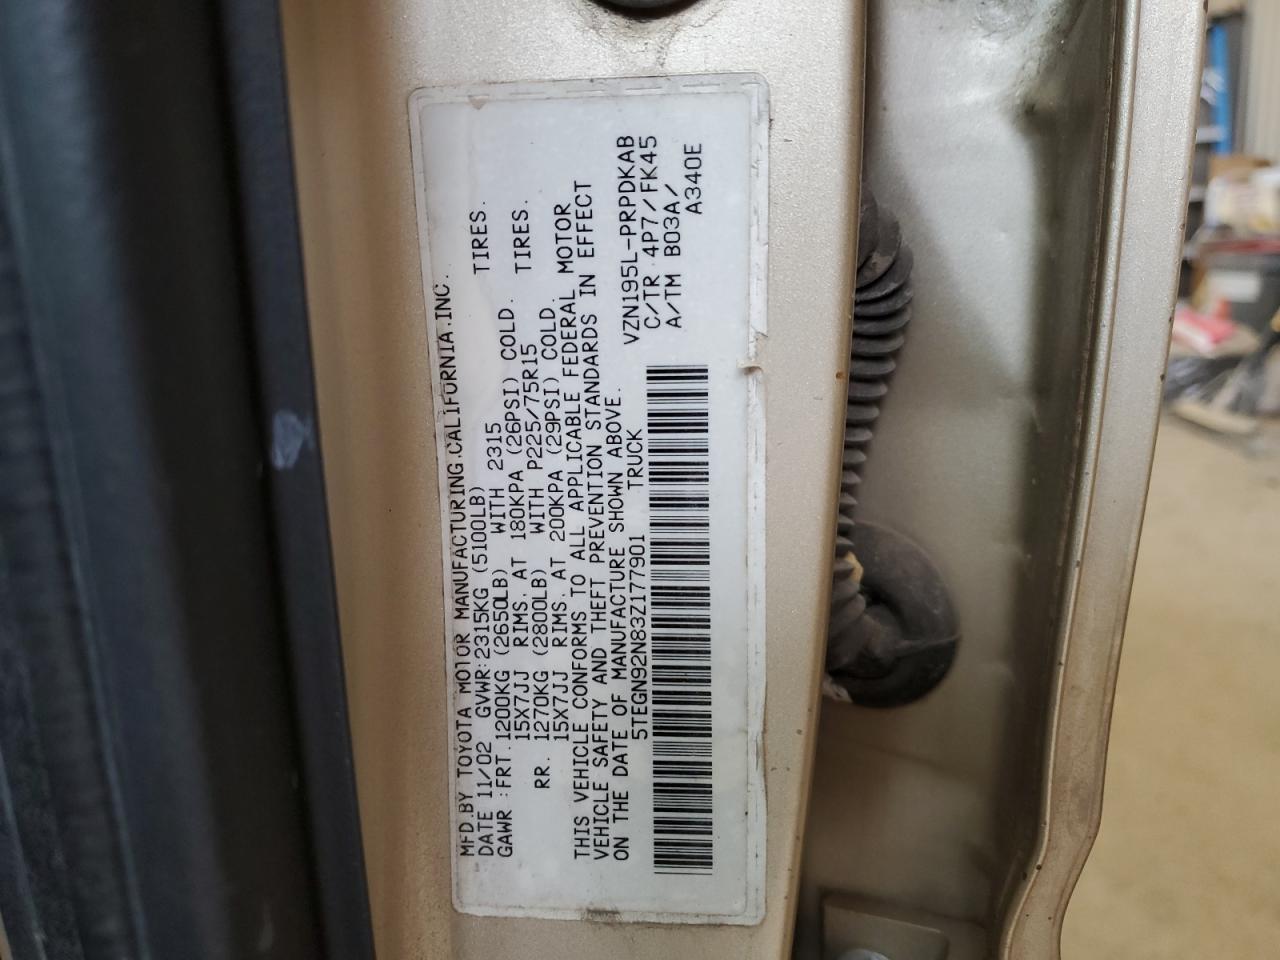 MFD.BY TOYOTA MOTOR MANUFACTURING.CALIFORNIA.INC.
DATE 11/02 GVWR:2315KG (5100LB)
GAWR :FRT.1200KG (2650LB) WITH 2315 TIRES.
15X7JJ RIMS. AT 180KPA (26PSI) COLD.
RR. 1270KG (2800LB) WITH P225/75R15 TIRES.
15X7JJ RIMS. AT 200KPA (29PSI) COLD.
THIS VEHICLE CONFORMS TO ALL APPLICABLE FEDERAL MOTOR
VEHICLE SAFETY AND THEFT PREVENTION STANDARDS IN EFFECT
ON THE DATE OF MANUFACTURE SHOWN ABOVE.
5TEGN92N83Z177901 TRUCK
VZN195L-PRPDKAB
C/TR 4P7/FK45
A/TM B03A/
A340E